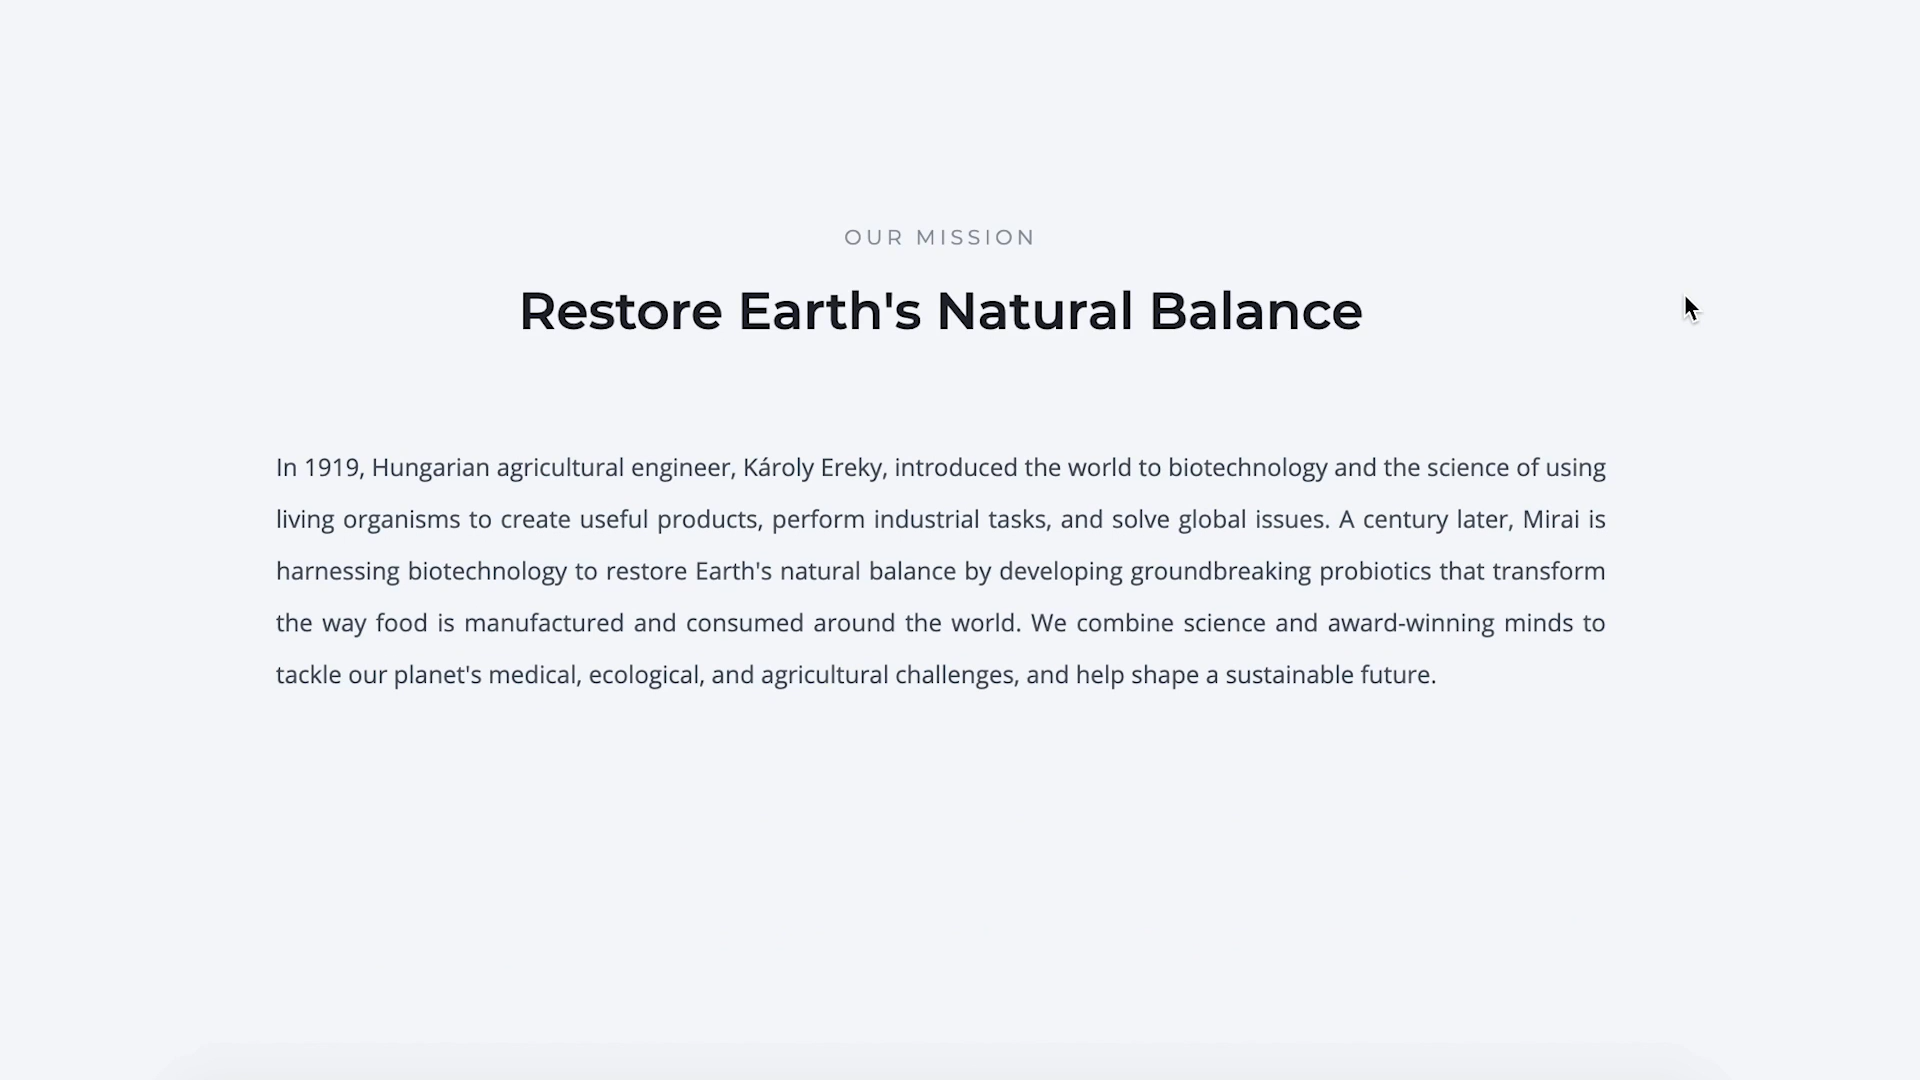 OUR MISSION
Restore Earth's Natural Balance
In 1919, Hungarian agricultural engineer, Károly Ereky, introduced the world to biotechnology and the science of using
living organisms to create useful products, perform industrial tasks, and solve global issues. A century later, Mirai is
harnessing biotechnology to restore Earth's natural balance by developing groundbreaking probiotics that transform
the way food is manufactured and consumed around the world. We combine science and award-winning minds to
tackle our planet's medical, ecological, and agricultural challenges, and help shape a sustainable future.